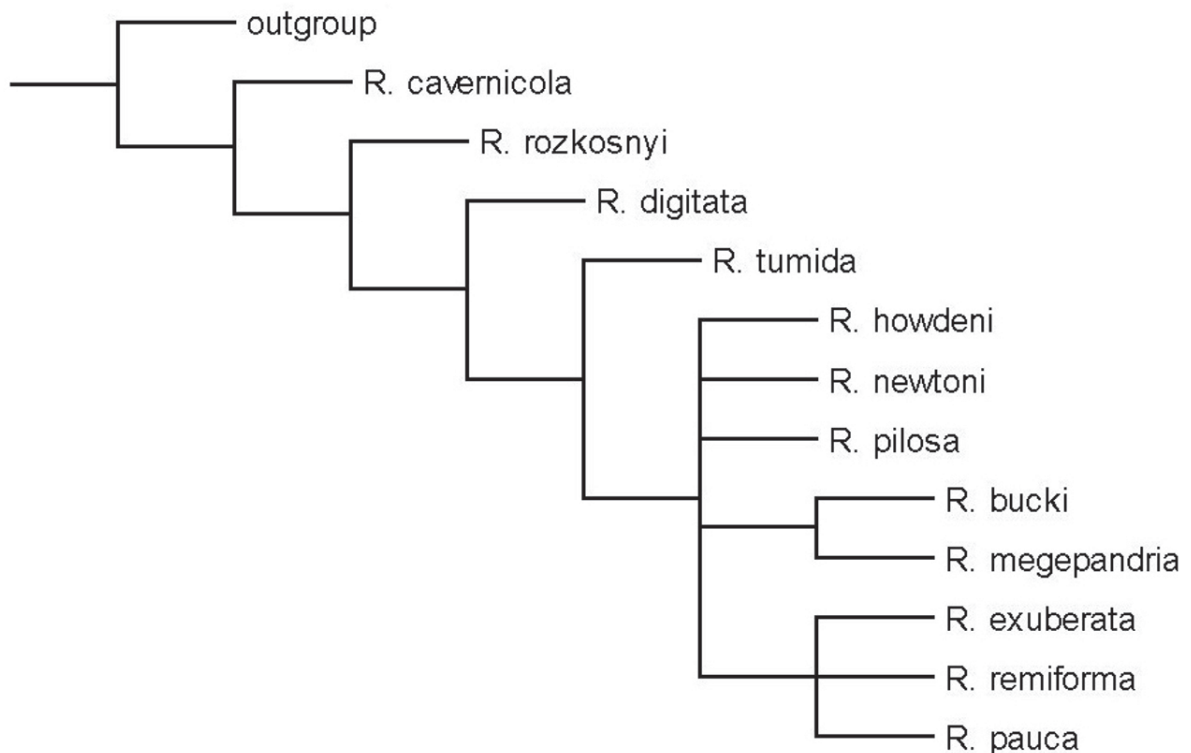 outgroup
R. cavernicola
R. rozkosnyi
R. digitata
R. tumida
R. howdeni
R. newtoni
R. pilosa
R. bucki
R. megepandria
R. exuberata
R. remiforma
R. pauca